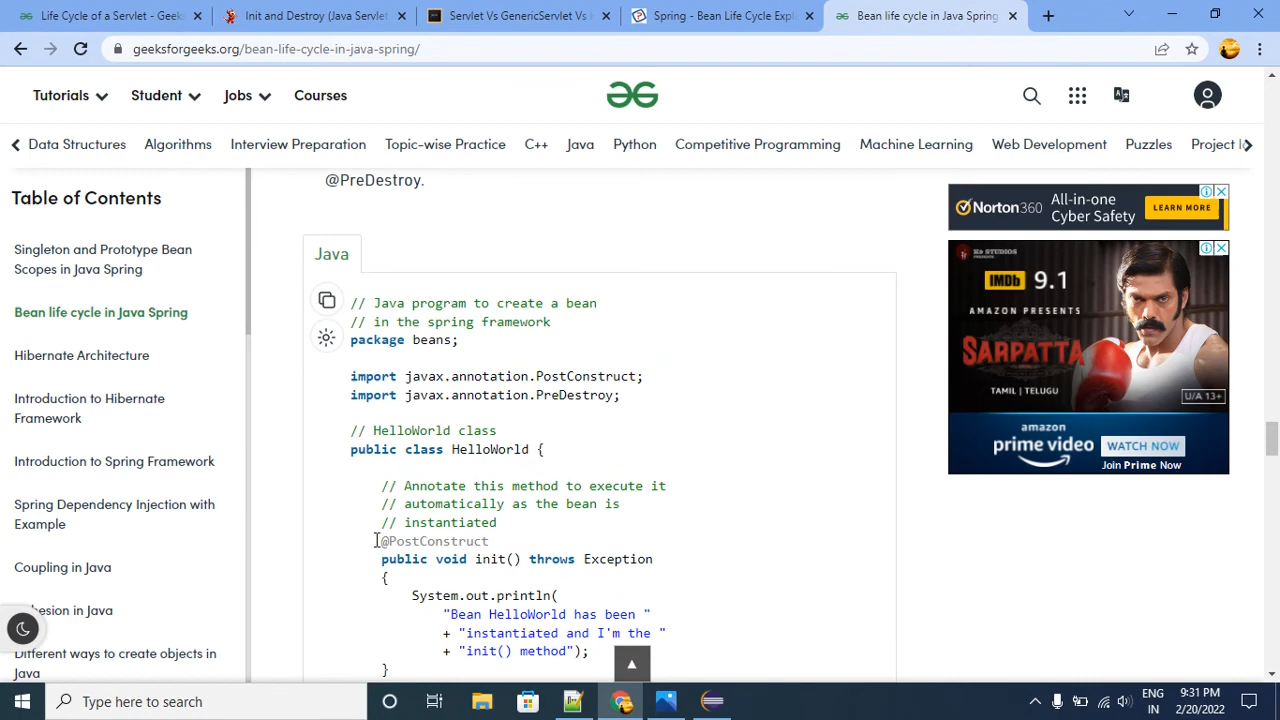 Life Cycle of a Servlet - Geeks
Init and Destroy (Java Servlet
Servlet Vs GenericServlet Vs H
Spring - Bean Life Cycle Expl
Bean life cycle in Java Spring
geeksforgeeks.org/bean-life-cycle-in-java-spring/
Tutorials
Student
Jobs
Courses
Data Structures
Algorithms
Interview Preparation
Topic-wise Practice
C++
Java
Python
Competitive Programming
Machine Learning
Web Development
Puzzles
Project
Table of Contents
Singleton and Prototype Bean
Scopes in Java Spring
Bean life cycle in Java Spring
Hibernate Architecture
Introduction to Hibernate
Framework
Introduction to Spring Framework
Spring Dependency Injection with
Example
Coupling in Java
hesion in Java
Different ways to create objects in
Java
@PreDestroy.
Java
// Java program to create a bean
// in the spring framework
package beans;
import javax.annotation.PostConstruct;
import javax.annotation.PreDestroy;
// HelloWorld class
public class HelloWorld {
// Annotate this method to execute it
// automatically as the bean is
// instantiated
@PostConstruct
public void init() throws Exception
{
System.out.println(
"Bean HelloWorld has been "
+ "instantiated and I'm the "
+ "init() method");
}
Norton360
All-in-one
Cyber Safety
LEARN MORE
IMDb 9.1
AMAZON PRESENTS
SARPATTA
TAMIL | TELUGU
U/A 13+
amazon
prime video
WATCH NOW
Join Prime Now
Type here to search
ENG
IN
9:31 PM
2/20/2022